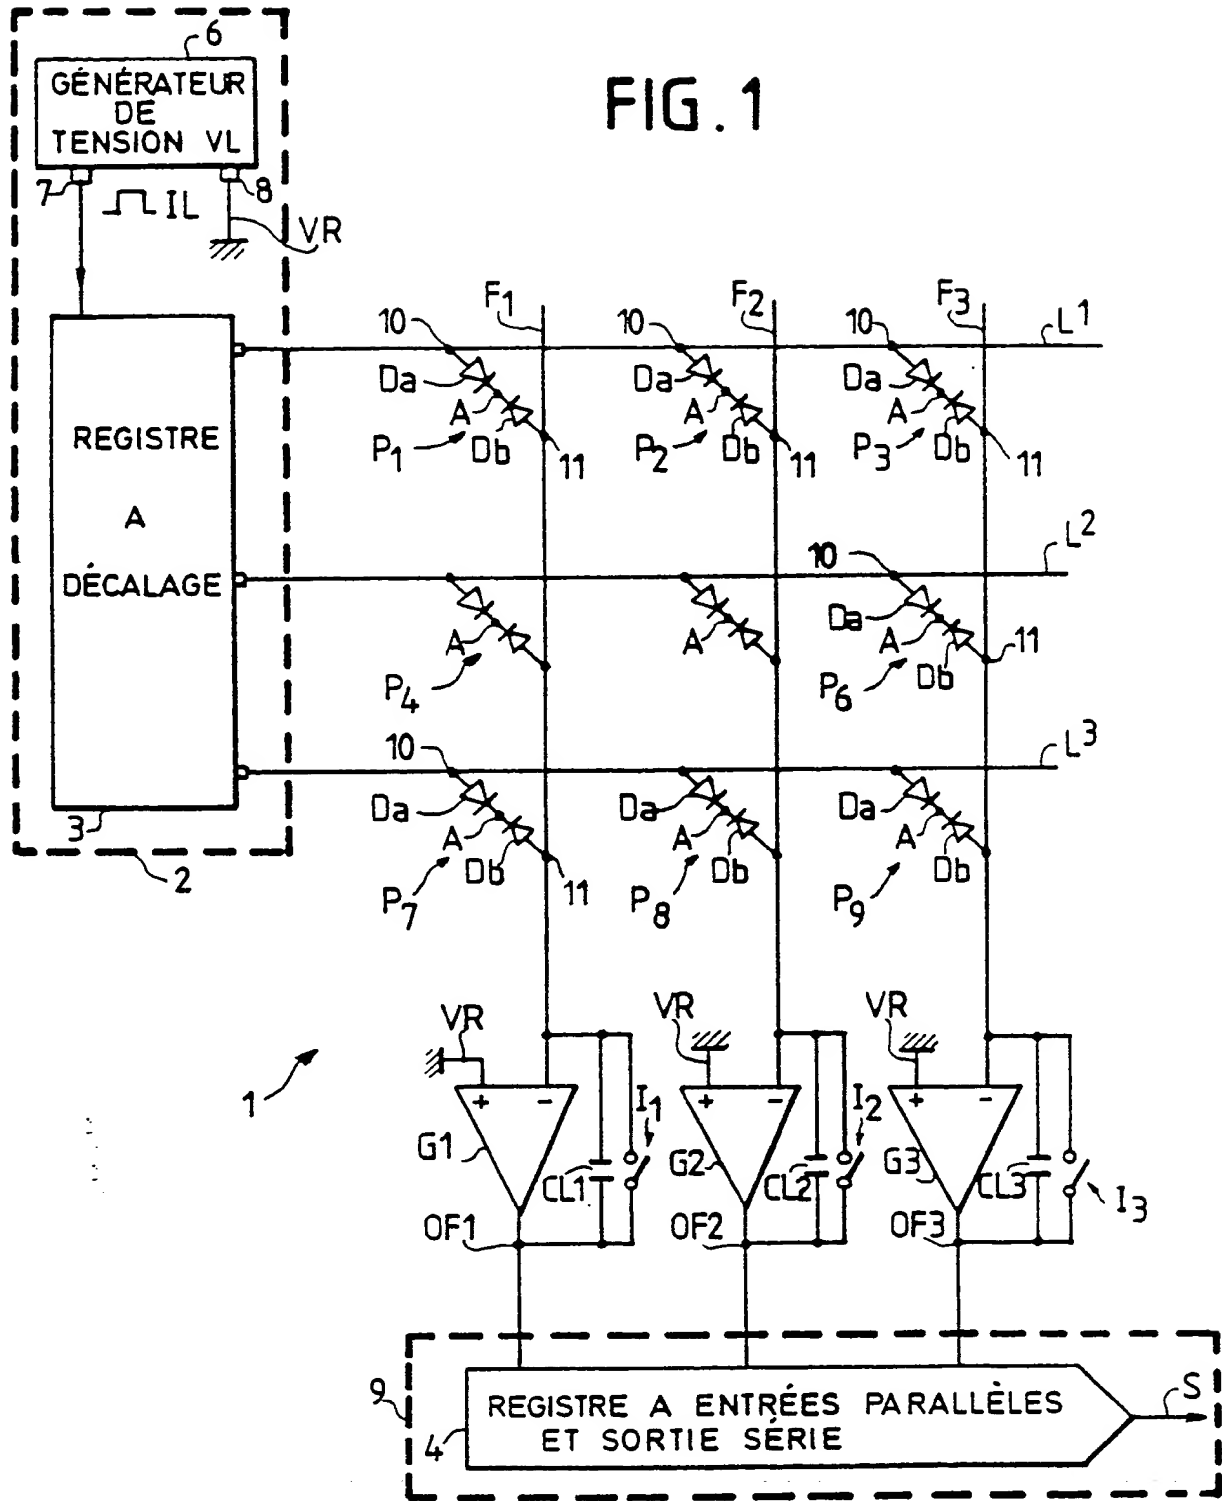 6
GÉNÉRATEUR
DE
TENSION VL
7
IL
8
VR
FIG. 1
F1
F2
F3
10
10
10
L1
Da
Da
Da
A
A
A
P1
Db
11
P2
Db
11
P3
Db
11
REGISTRE
A
DÉCALAGE
10
L2
Da
A
A
A
11
P4
P6
Db
10
L3
Da
Da
Da
A
A
A
3
2
P7
Db
11
P8
Db
P9
Db
VR
VR
VR
1
+ -
+ -
+ -
I1
I2
I3
G1
G2
G3
CL1
CL2
CL3
OF1
OF2
OF3
9
S
REGISTRE A ENTRÉES PARALLÈLES
4
ET SORTIE SÉRIE